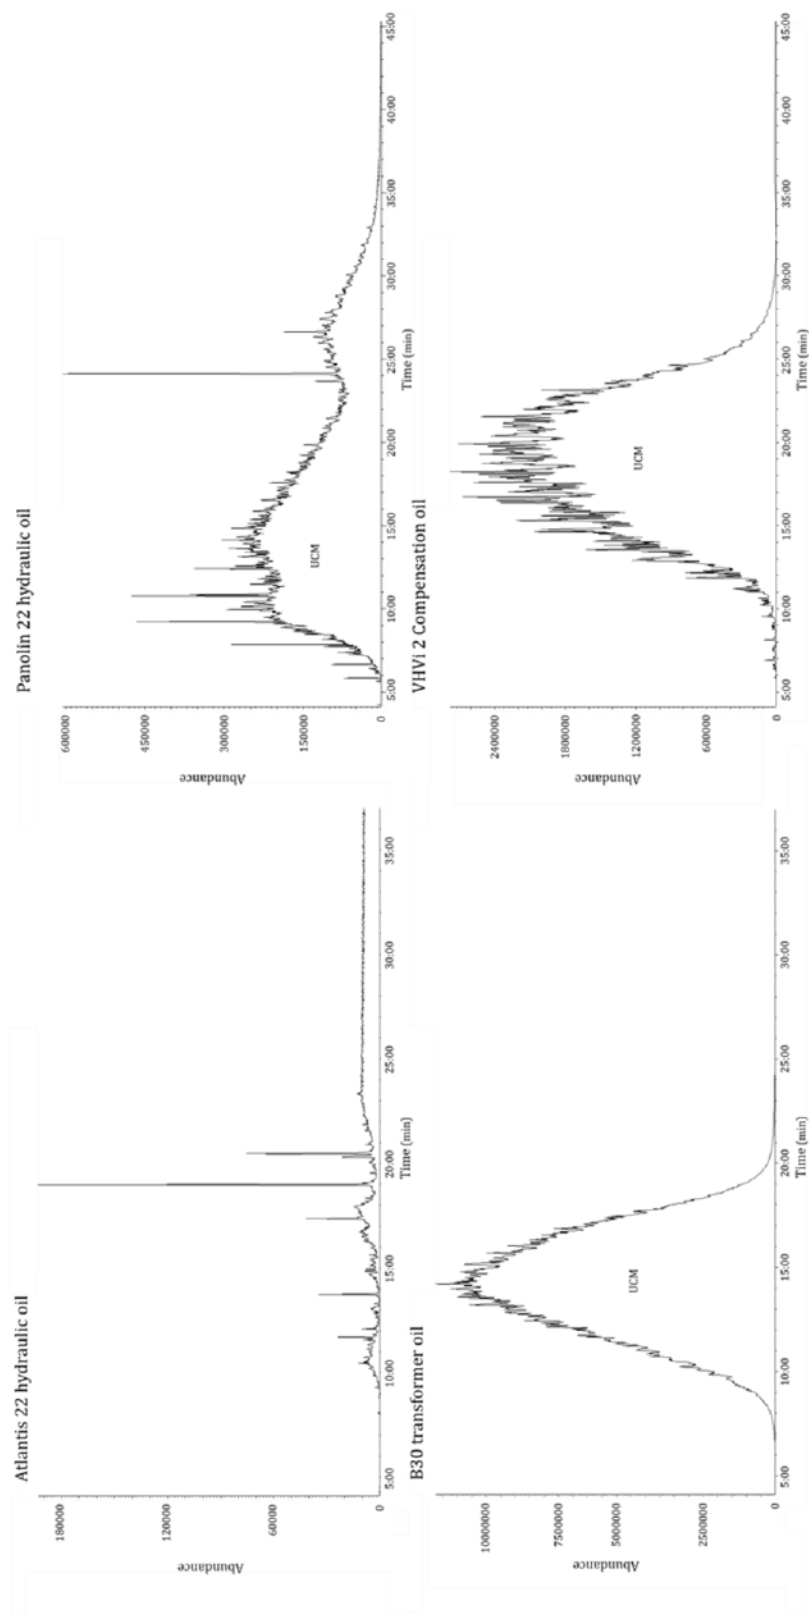 Atlantis 22 hydraulic oil
Abundance
180000
120000
60000
0
5:00 10:00 15:00 20:00 25:00 30:00 35:00
Time (min)
Panolin 22 hydraulic oil
Abundance
600000
450000
300000
150000
0
UCM
5:00 10:00 15:00 20:00 25:00 30:00 35:00 40:00 45:00
Time (min)
B30 transformer oil
Abundance
10000000
7500000
5000000
2500000
0
UCM
5:00 10:00 15:00 20:00 25:00 30:00 35:00
Time (min)
VHVi 2 Compensation oil
Abundance
2400000
1800000
1200000
600000
0
UCM
5:00 10:00 15:00 20:00 25:00 30:00 35:00 40:00 45:00
Time (min)